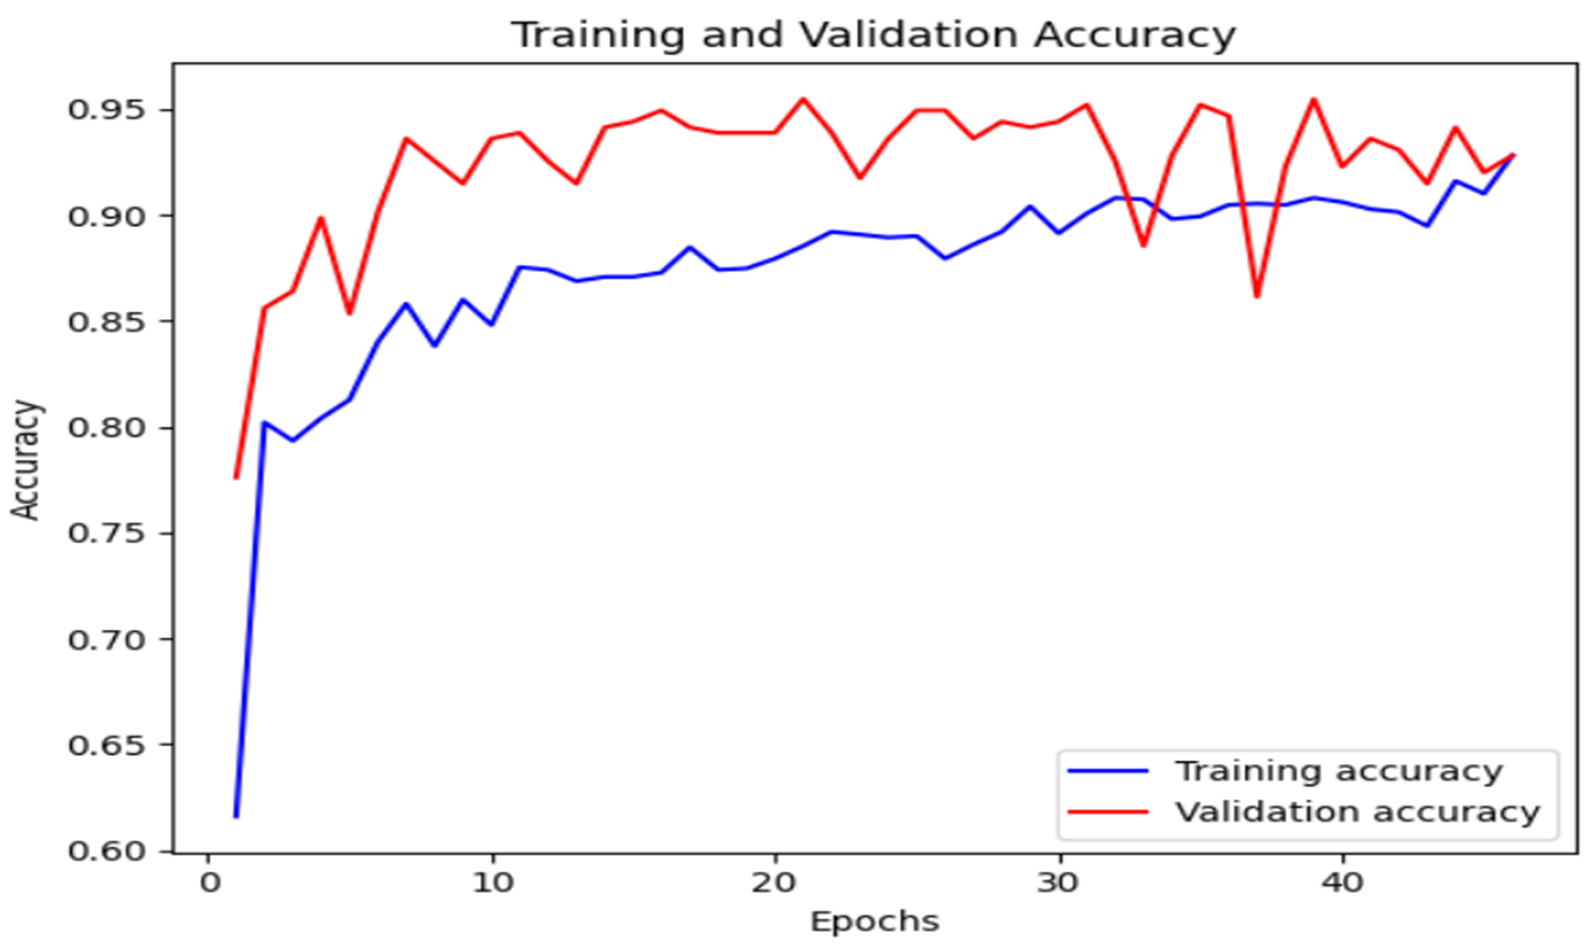 Training and Validation Accuracy
Accuracy
0.95
0.90
0.85
0.80
0.75
0.70
0.65
0.60
Training accuracy
Validation accuracy
0 10 20 30 40
Epochs